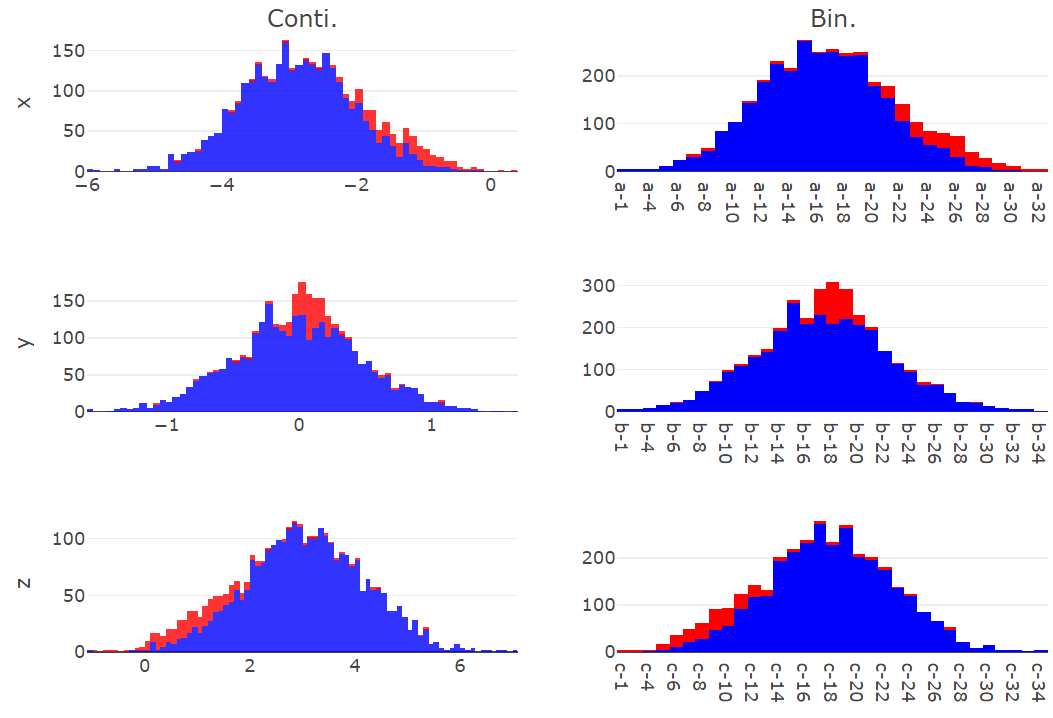 Conti.
Bin.
x
150
100
50
0
−6 −4 −2 0
200
100
0
a-1 a-4 a-6 a-8 a-10 a-12 a-14 a-16 a-18 a-20 a-22 a-24 a-26 a-28 a-30 a-32
y
150
100
50
0
−1 0 1
300
200
100
0
b-1 b-4 b-6 b-8 b-10 b-12 b-14 b-16 b-18 b-20 b-22 b-24 b-26 b-28 b-30 b-32 b-34
z
100
50
0
0 2 4 6
200
100
0
c-1 c-4 c-6 c-8 c-10 c-12 c-14 c-16 c-18 c-20 c-22 c-24 c-26 c-28 c-30 c-32 c-34